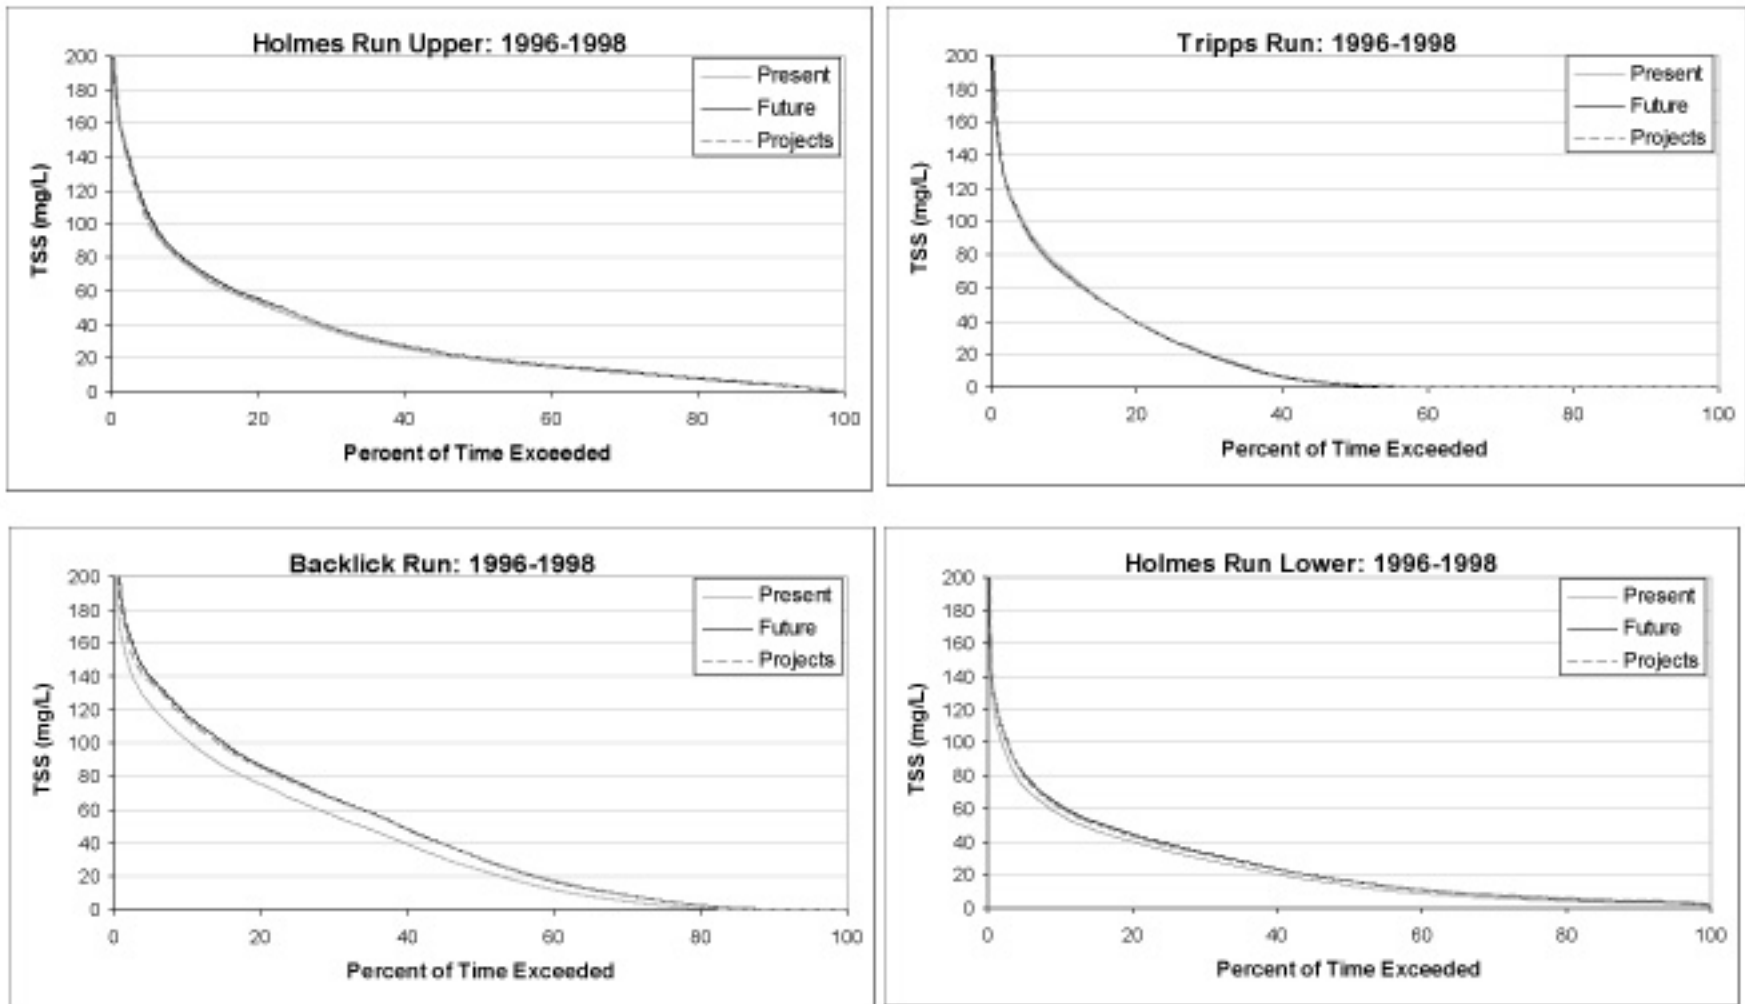 Holmes Run Upper: 1996-1998
200
180
160
140
120
100
80
60
40
20
0
TSS (mg/L)
Present
Future
Projects
0 20 40 60 80 100
Percent of Time Exceeded
Tripps Run: 1996-1998
200
180
160
140
120
100
80
60
40
20
0
TSS (mg/L)
Present
Future
Projects
0 20 40 60 80 100
Percent of Time Exceeded
Backlick Run: 1996-1998
200
180
160
140
120
100
80
60
40
20
0
TSS (mg/L)
Present
Future
Projects
0 20 40 60 80 100
Percent of Time Exceeded
Holmes Run Lower: 1996-1998
200
180
160
140
120
100
80
60
40
20
0
TSS (mg/L)
Present
Future
Projects
0 20 40 60 80 100
Percent of Time Exceeded